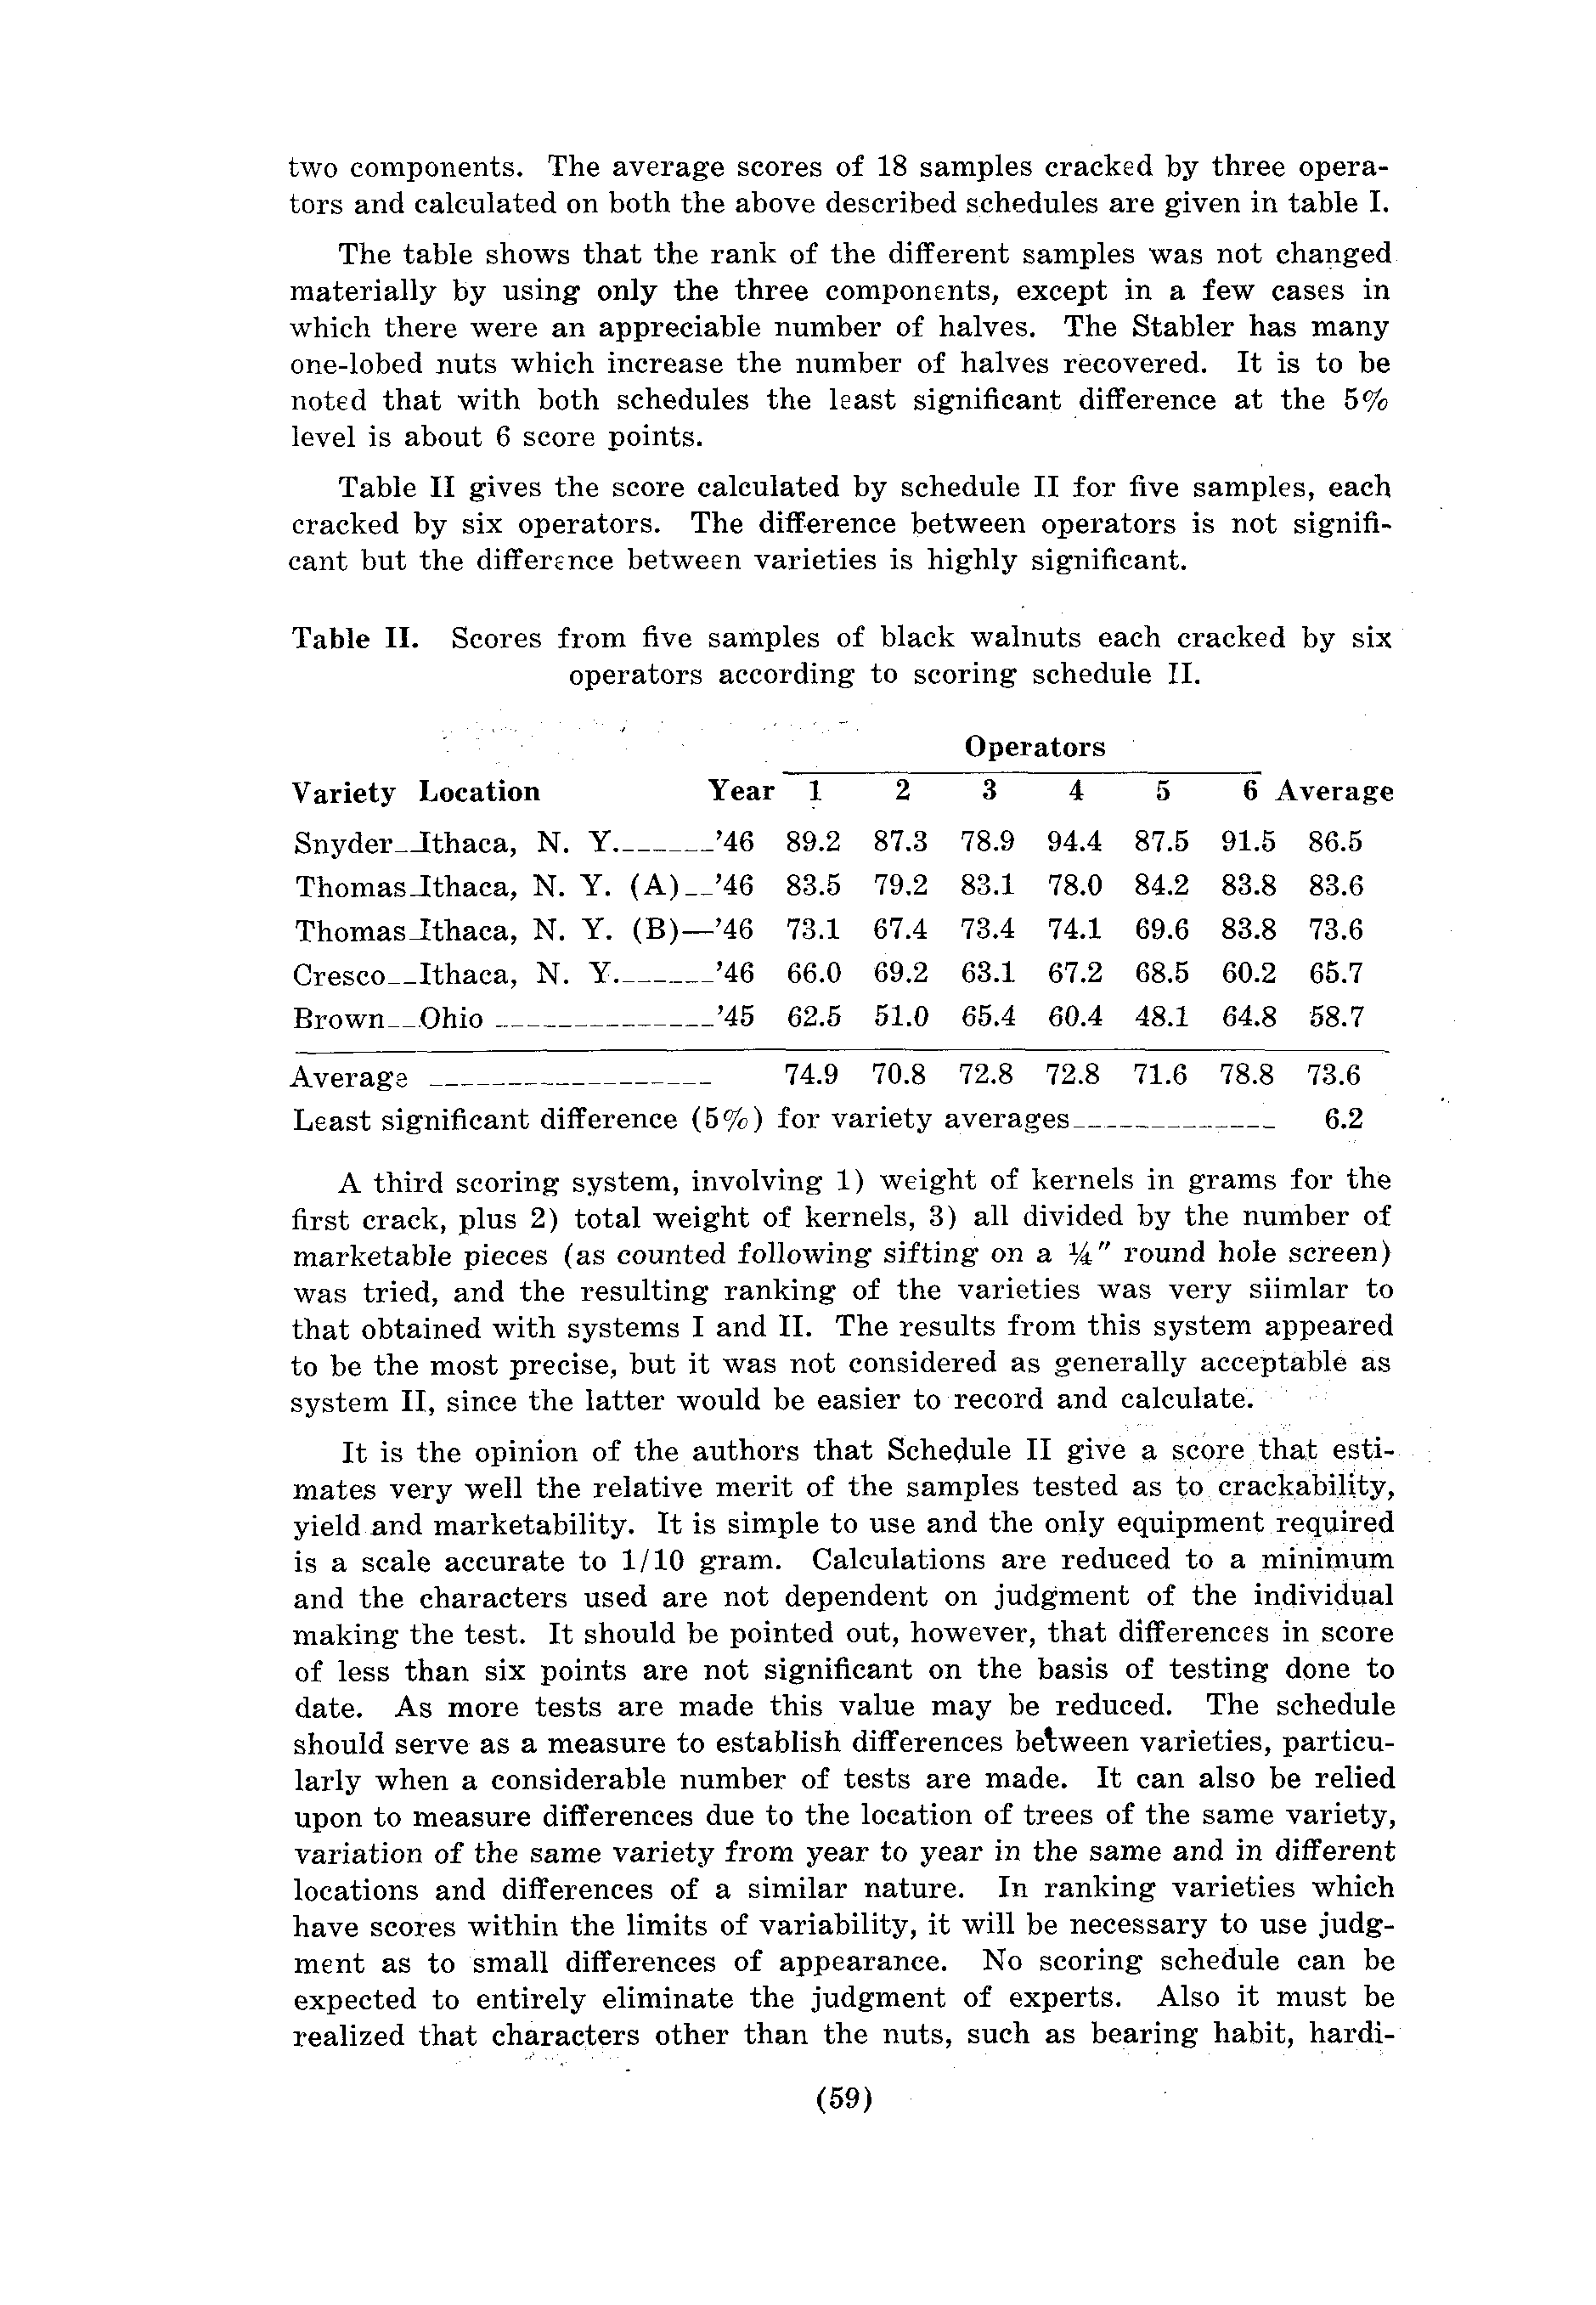 two components. The average scores of 18 samples cracked by three opera-
tors and calculated on both the above described schedules are given in table I.
The table shows that the rank of the different samples was not changed
materially by using only the three components, except in a few cases in
which there were an appreciable number of halves. The Stabler has many
one-lobed nuts which increase the number of halves recovered. It is to be
noted that with both schedules the least significant difference at the 5%
level is about 6 score points.
Table II gives the score calculated by schedule II for five samples, each
cracked by six operators. The difference between operators is not signifi-
cant but the difference between varieties is highly significant.
Table II. Scores from five samples of black walnuts each cracked by six
operators according to scoring schedule II.
Operators
Variety Location Year 1 2 3 4 5 6 Average
Snyder__Ithaca, N. Y.______'46 89.2 87.3 78.9 94.4 87.5 91.5 86.5
Thomas_Ithaca, N. Y. (A)__'46 83.5 79.2 83.1 78.0 84.2 83.8 83.6
Thomas_Ithaca, N. Y. (B)—'46 73.1 67.4 73.4 74.1 69.6 83.8 73.6
Cresco__Ithaca, N. Y.______'46 66.0 69.2 63.1 67.2 68.5 60.2 65.7
Brown__Ohio ______________'45 62.5 51.0 65.4 60.4 48.1 64.8 58.7
Average __________________ 74.9 70.8 72.8 72.8 71.6 78.8 73.6
Least significant difference (5%) for variety averages_____________ 6.2
A third scoring system, involving 1) weight of kernels in grams for the
first crack, plus 2) total weight of kernels, 3) all divided by the number of
marketable pieces (as counted following sifting on a ¼" round hole screen)
was tried, and the resulting ranking of the varieties was very siimlar to
that obtained with systems I and II. The results from this system appeared
to be the most precise, but it was not considered as generally acceptable as
system II, since the latter would be easier to record and calculate.
It is the opinion of the authors that Schedule II give a score that esti-
mates very well the relative merit of the samples tested as to crackability,
yield and marketability. It is simple to use and the only equipment required
is a scale accurate to 1/10 gram. Calculations are reduced to a minimum
and the characters used are not dependent on judgment of the individual
making the test. It should be pointed out, however, that differences in score
of less than six points are not significant on the basis of testing done to
date. As more tests are made this value may be reduced. The schedule
should serve as a measure to establish differences between varieties, particu-
larly when a considerable number of tests are made. It can also be relied
upon to measure differences due to the location of trees of the same variety,
variation of the same variety from year to year in the same and in different
locations and differences of a similar nature. In ranking varieties which
have scores within the limits of variability, it will be necessary to use judg-
ment as to small differences of appearance. No scoring schedule can be
expected to entirely eliminate the judgment of experts. Also it must be
realized that characters other than the nuts, such as bearing habit, hardi-
(59)